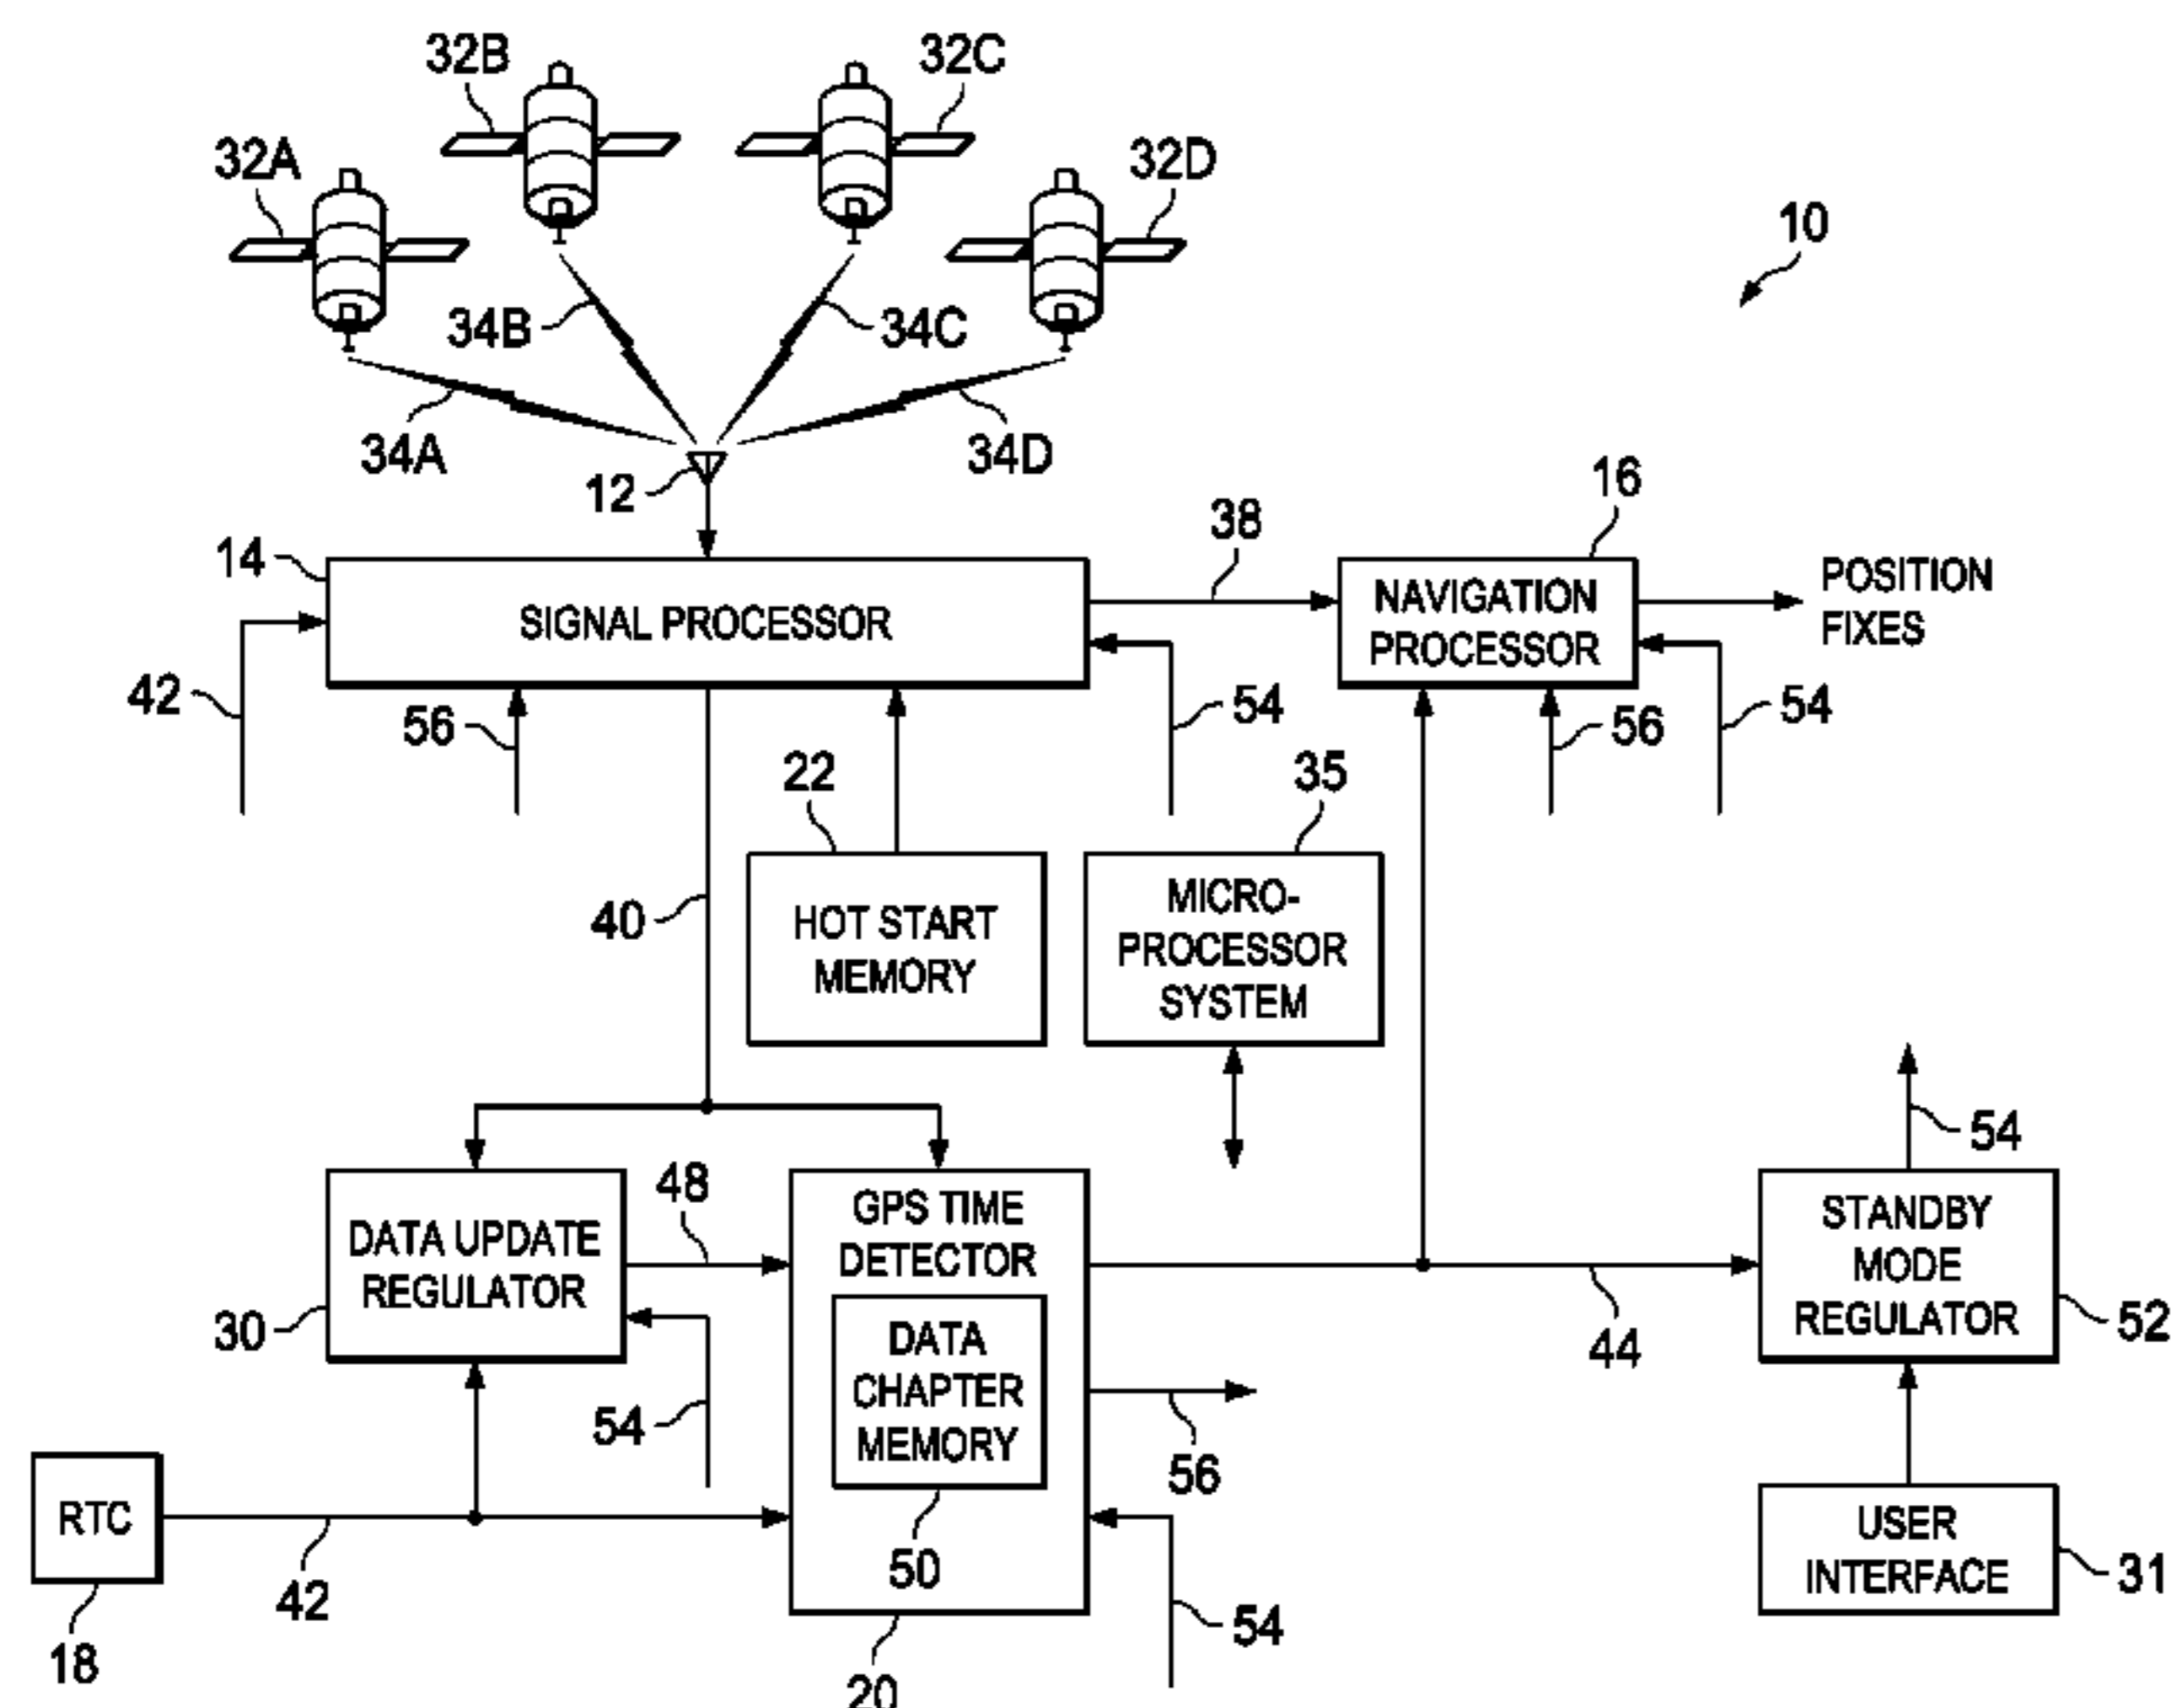 32B
32C
32A
32D
10
34B
34C
34A
34D
12
16
38
14
SIGNAL PROCESSOR
NAVIGATION
PROCESSOR
POSITION
FIXES
42
56
54
56
54
22
35
40
HOT START
MEMORY
MICRO-
PROCESSOR
SYSTEM
54
48
DATA UPDATE
REGULATOR
GPS TIME
DETECTOR
STANDBY
MODE
REGULATOR
30
52
DATA
CHAPTER
MEMORY
44
54
56
RTC
USER
INTERFACE
50
31
42
54
18
20